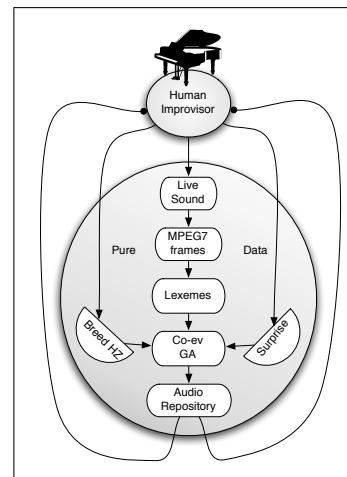 Human
Improvisor
Live
Sound
MPEG7
frames
Pure
Data
Lexemes
Breed HZ
Co-ev
GA
Surprise
Audio
Repository